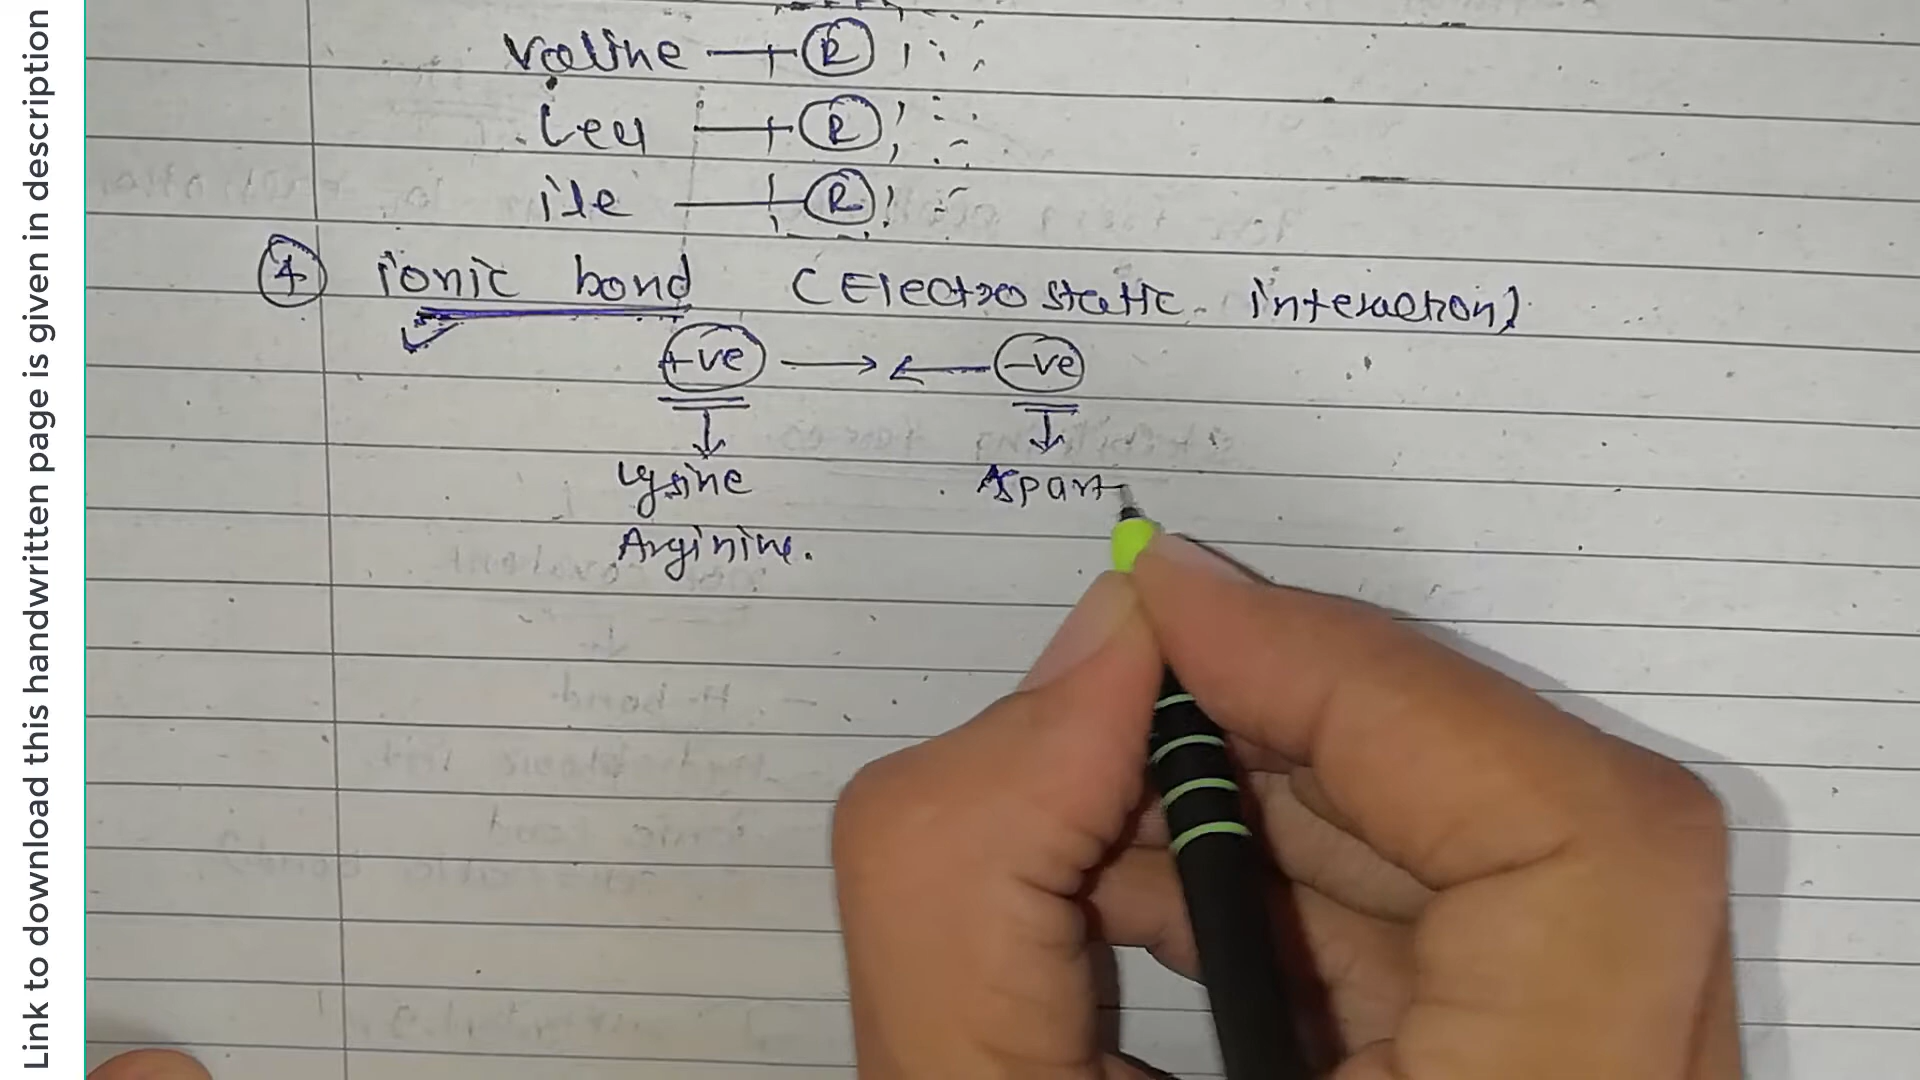 Link to download this handwritten page is given in description
Valine R
Leu R
ile R
4 ionic bond (Electrostatic interaction)
+ve -ve
Lysine Aspart
Arginine.